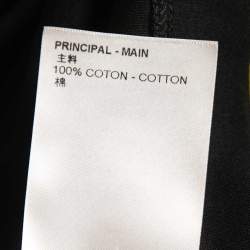 PRINCIPAL - MAIN
主料
100% COTON - COTTON
棉